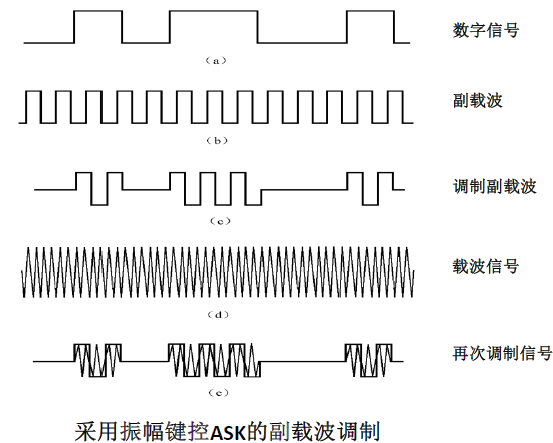 数字信号
(a)
副载波
(b)
调制副载波
(c)
载波信号
(d)
再次调制信号
(e)
采用振幅键控ASK的副载波调制